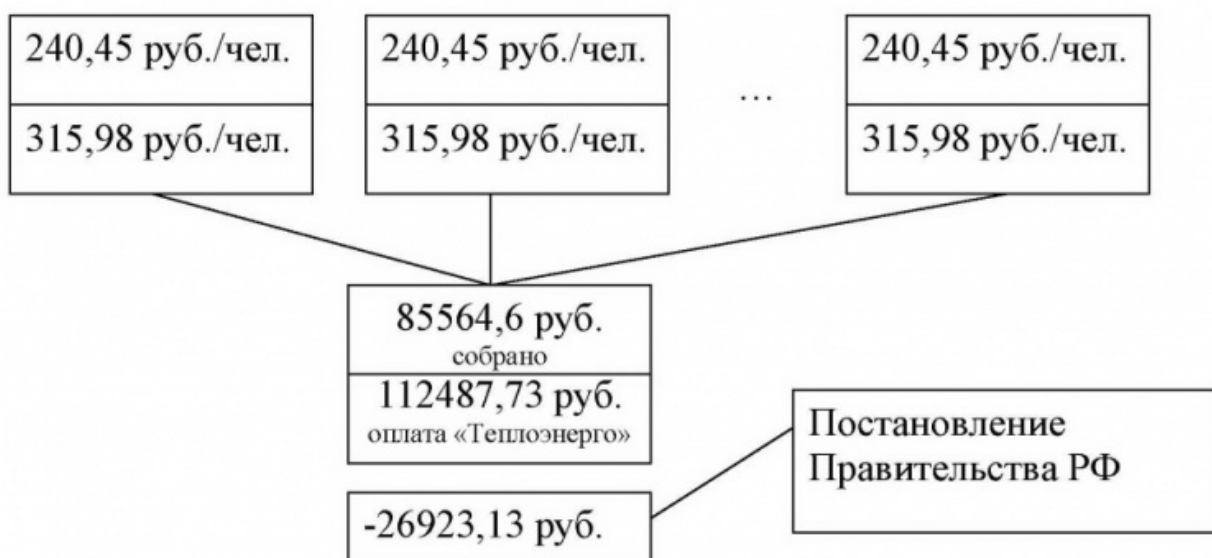 240,45 руб./чел.
315,98 руб./чел.
240,45 руб./чел.
315,98 руб./чел.
...
240,45 руб./чел.
315,98 руб./чел.
85564,6 руб.
собрано
112487,73 руб.
оплата «Теплоэнерго»
-26923,13 руб.
Постановление
Правительства РФ